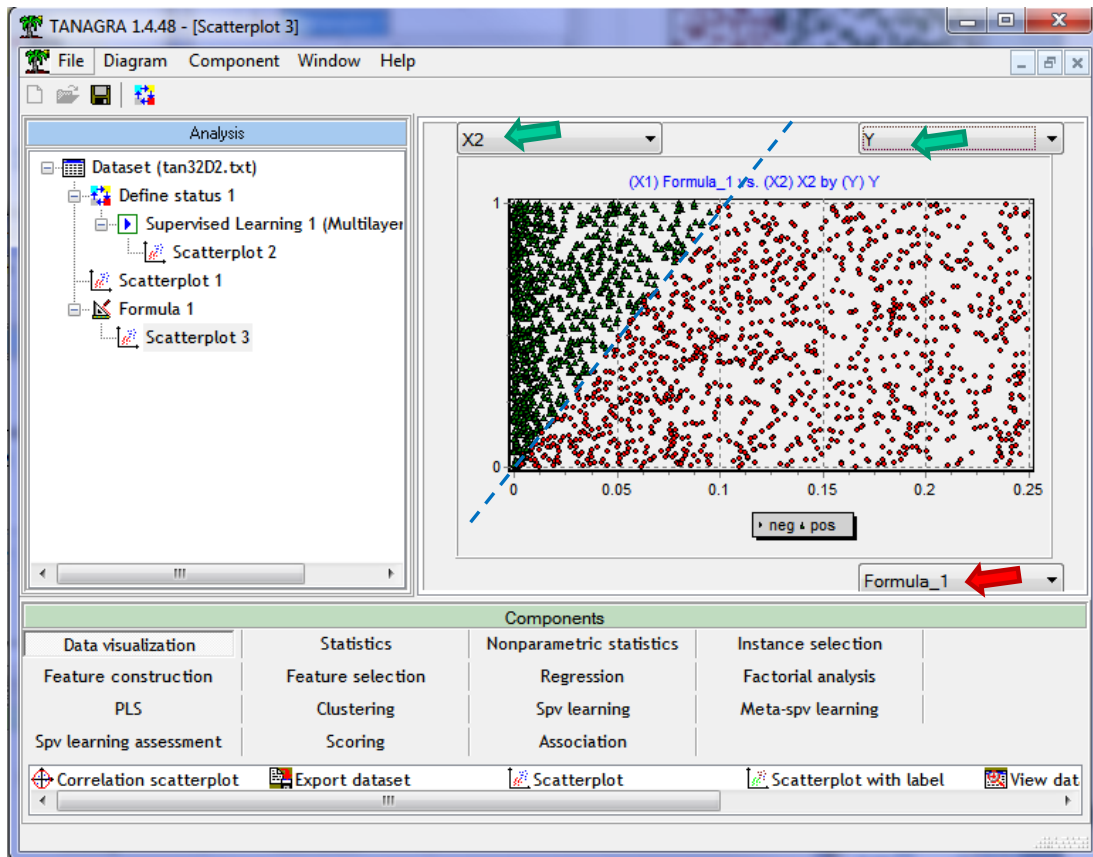 TANAGRA 1.4.48 - [Scatterplot 3]
File Diagram Component Window Help
Analysis
Dataset (tan32D2.txt)
Define status 1
Supervised Learning 1 (Multilayer
Scatterplot 2
Scatterplot 1
Formula 1
Scatterplot 3
X2
Y
(X1) Formula_1 vs. (X2) X2 by (Y) Y
1
0
0 0.05 0.1 0.15 0.2 0.25
neg pos
Formula_1
Components
Data visualization Statistics Nonparametric statistics Instance selection
Feature construction Feature selection Regression Factorial analysis
PLS Clustering Spv learning Meta-spv learning
Spv learning assessment Scoring Association
Correlation scatterplot Export dataset Scatterplot Scatterplot with label View dat